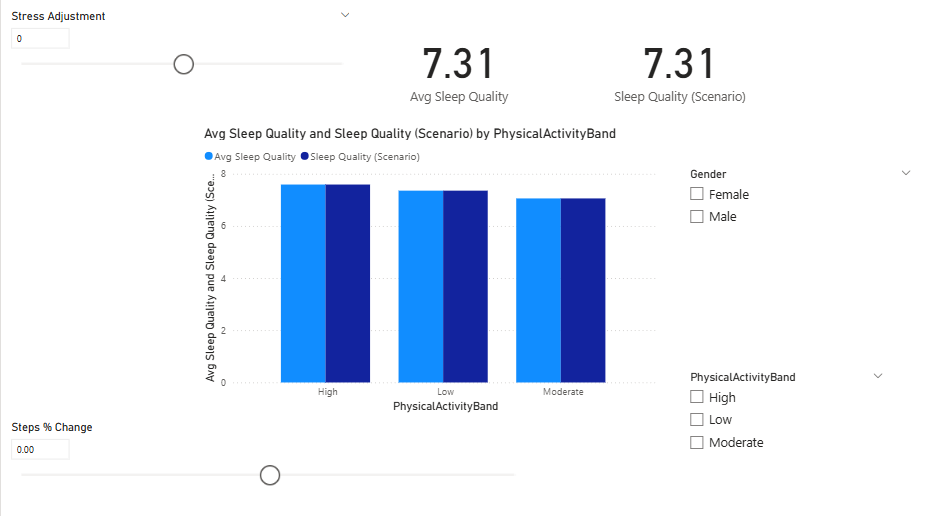 Stress Adjustment
0
7.31
Avg Sleep Quality
7.31
Sleep Quality (Scenario)
Avg Sleep Quality and Sleep Quality (Scenario) by PhysicalActivityBand
Avg Sleep Quality Sleep Quality (Scenario)
Avg Sleep Quality and Sleep Quality (Sce...
8
6
4
2
0
High Low Moderate
PhysicalActivityBand
Gender
Female
Male
PhysicalActivityBand
High
Low
Moderate
Steps % Change
0.00